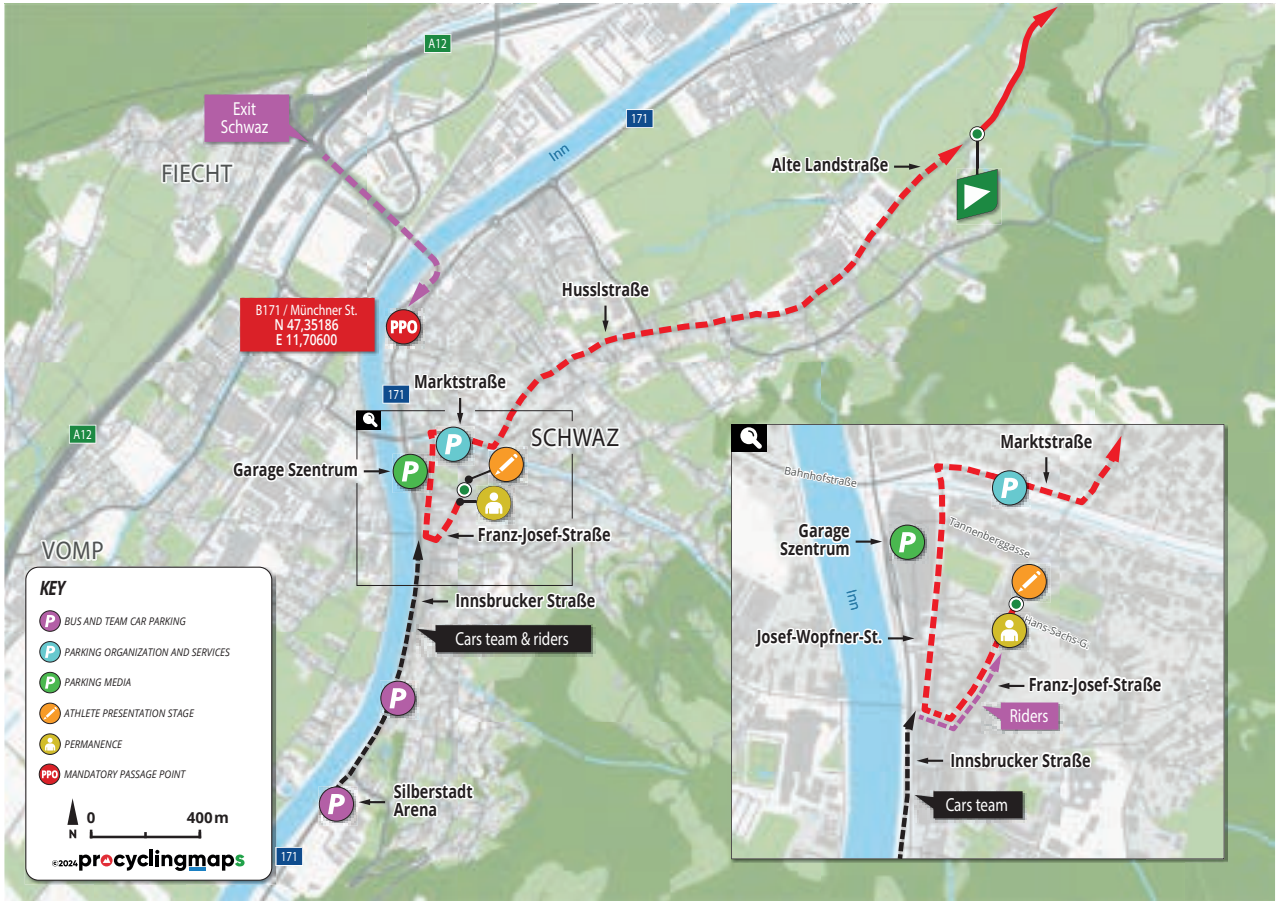 A12
Exit
Schwaz
171
Inn
FIECHT
Alte Landstraße
Husslstraße
B171 / Münchner St.
N 47,35186
E 11,70600
PPO
171
Marktstraße
A12
P
SCHWAZ
Garage Szentrum
P
Franz-Josef-Straße
VOMP
Innsbrucker Straße
Cars team & riders
P
Silberstadt
Arena
P
171
KEY
P BUS AND TEAM CAR PARKING
P PARKING ORGANIZATION AND SERVICES
P PARKING MEDIA
ATHLETE PRESENTATION STAGE
PERMANENCE
PPO MANDATORY PASSAGE POINT
N
0 400 m
©2024 procyclingmaps
Marktstraße
Bahnhofstraße
P
Tannenberggasse
Garage
Szentrum
P
Inn
Hans-Sachs-G.
Josef-Wopfner-St.
Franz-Josef-Straße
Riders
Innsbrucker Straße
Cars team